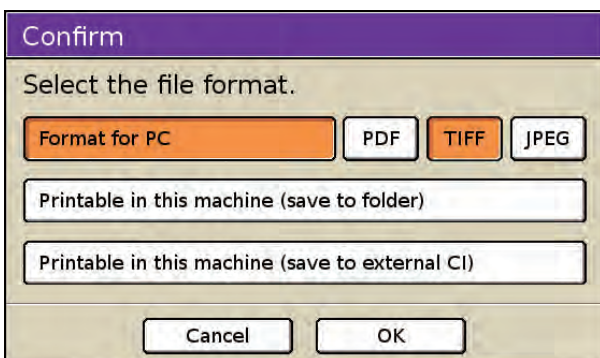 Confirm
Select the file format.
Format for PC PDF TIFF JPEG
Printable in this machine (save to folder)
Printable in this machine (save to external CI)
Cancel OK